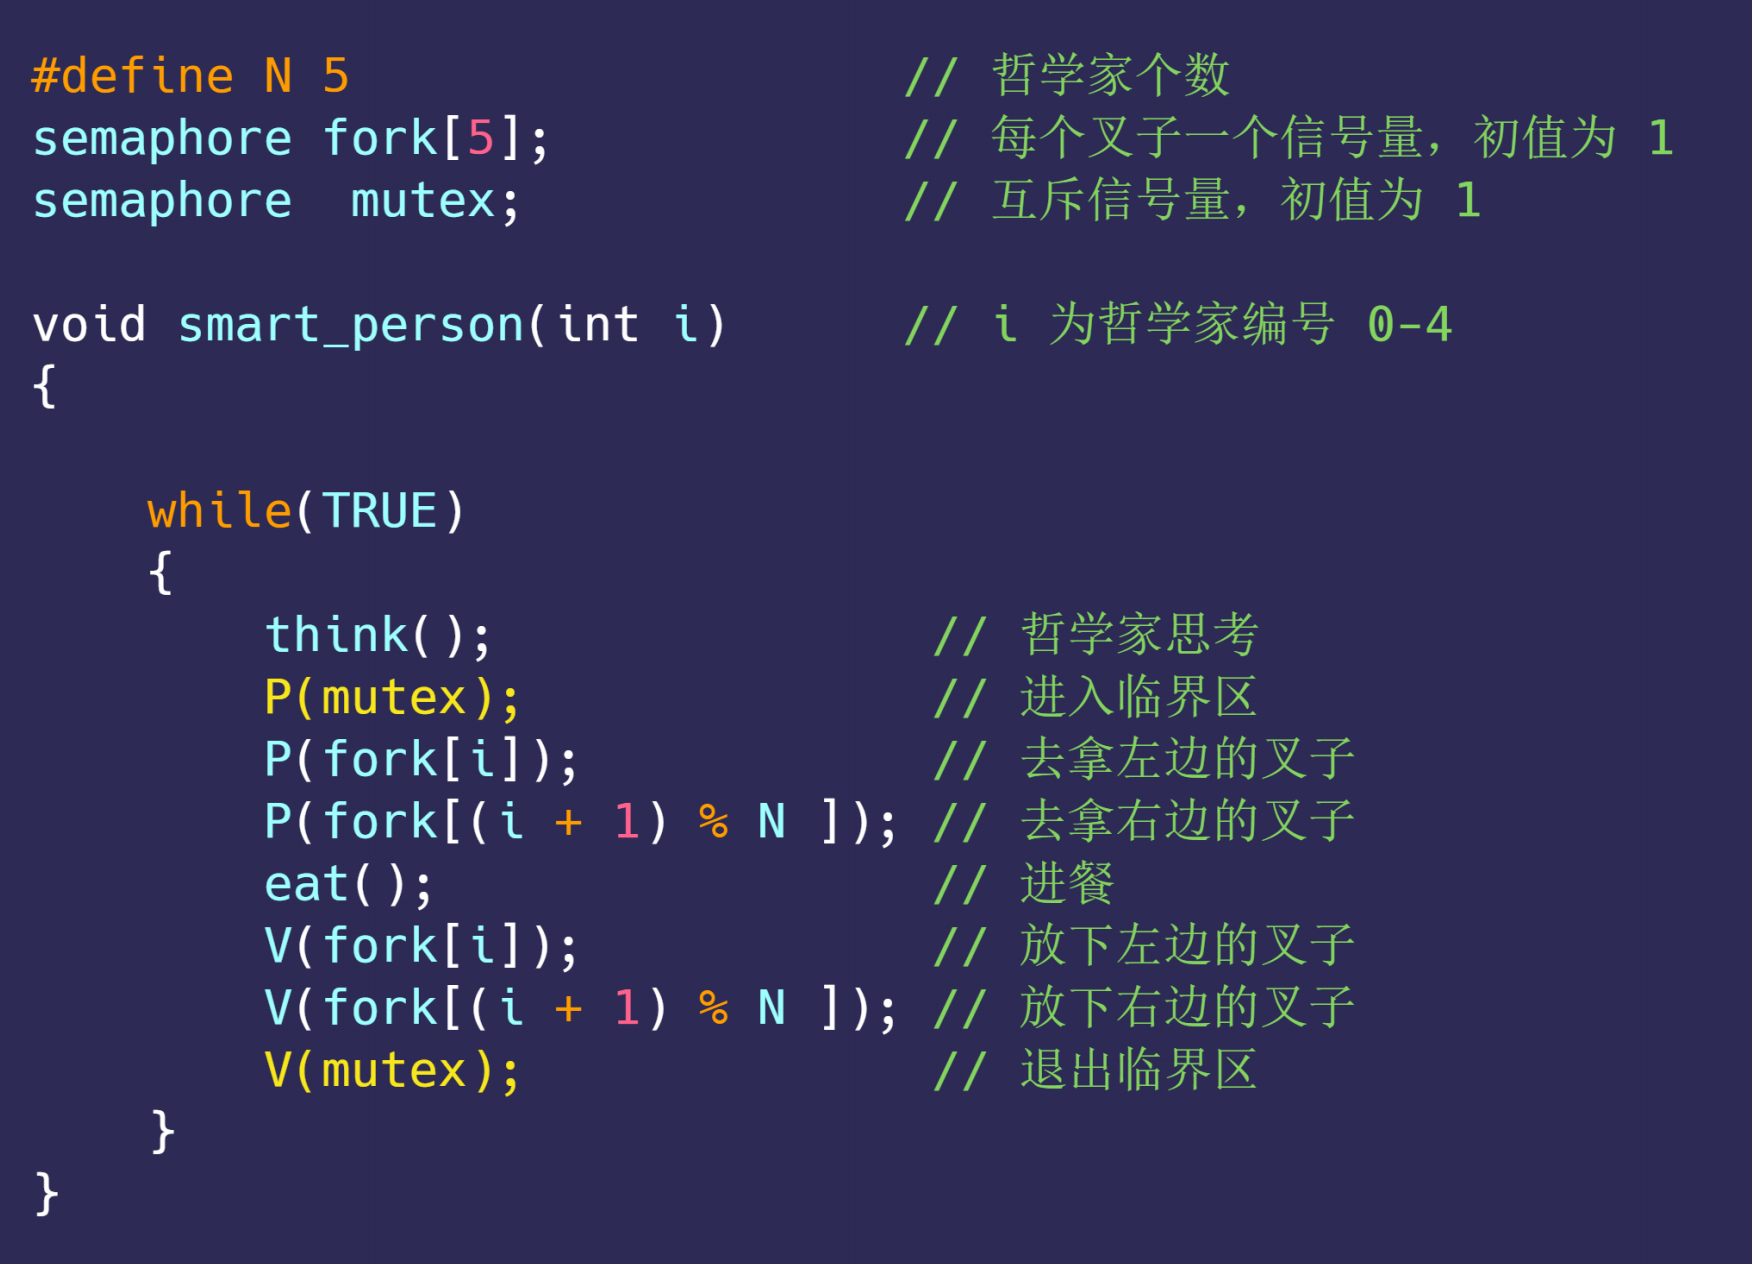 #define N 5                   // 哲学家个数
semaphore fork[5];            // 每个叉子一个信号量，初值为 1
semaphore  mutex;             // 互斥信号量，初值为 1
void smart_person(int i)      // i 为哲学家编号 0-4
{
    while(TRUE)
    {
        think();               // 哲学家思考
        P(mutex);              // 进入临界区
        P(fork[i]);            // 去拿左边的叉子
        P(fork[(i + 1) % N ]); // 去拿右边的叉子
        eat();                 // 进餐
        V(fork[i]);            // 放下左边的叉子
        V(fork[(i + 1) % N ]); // 放下右边的叉子
        V(mutex);              // 退出临界区
    }
}